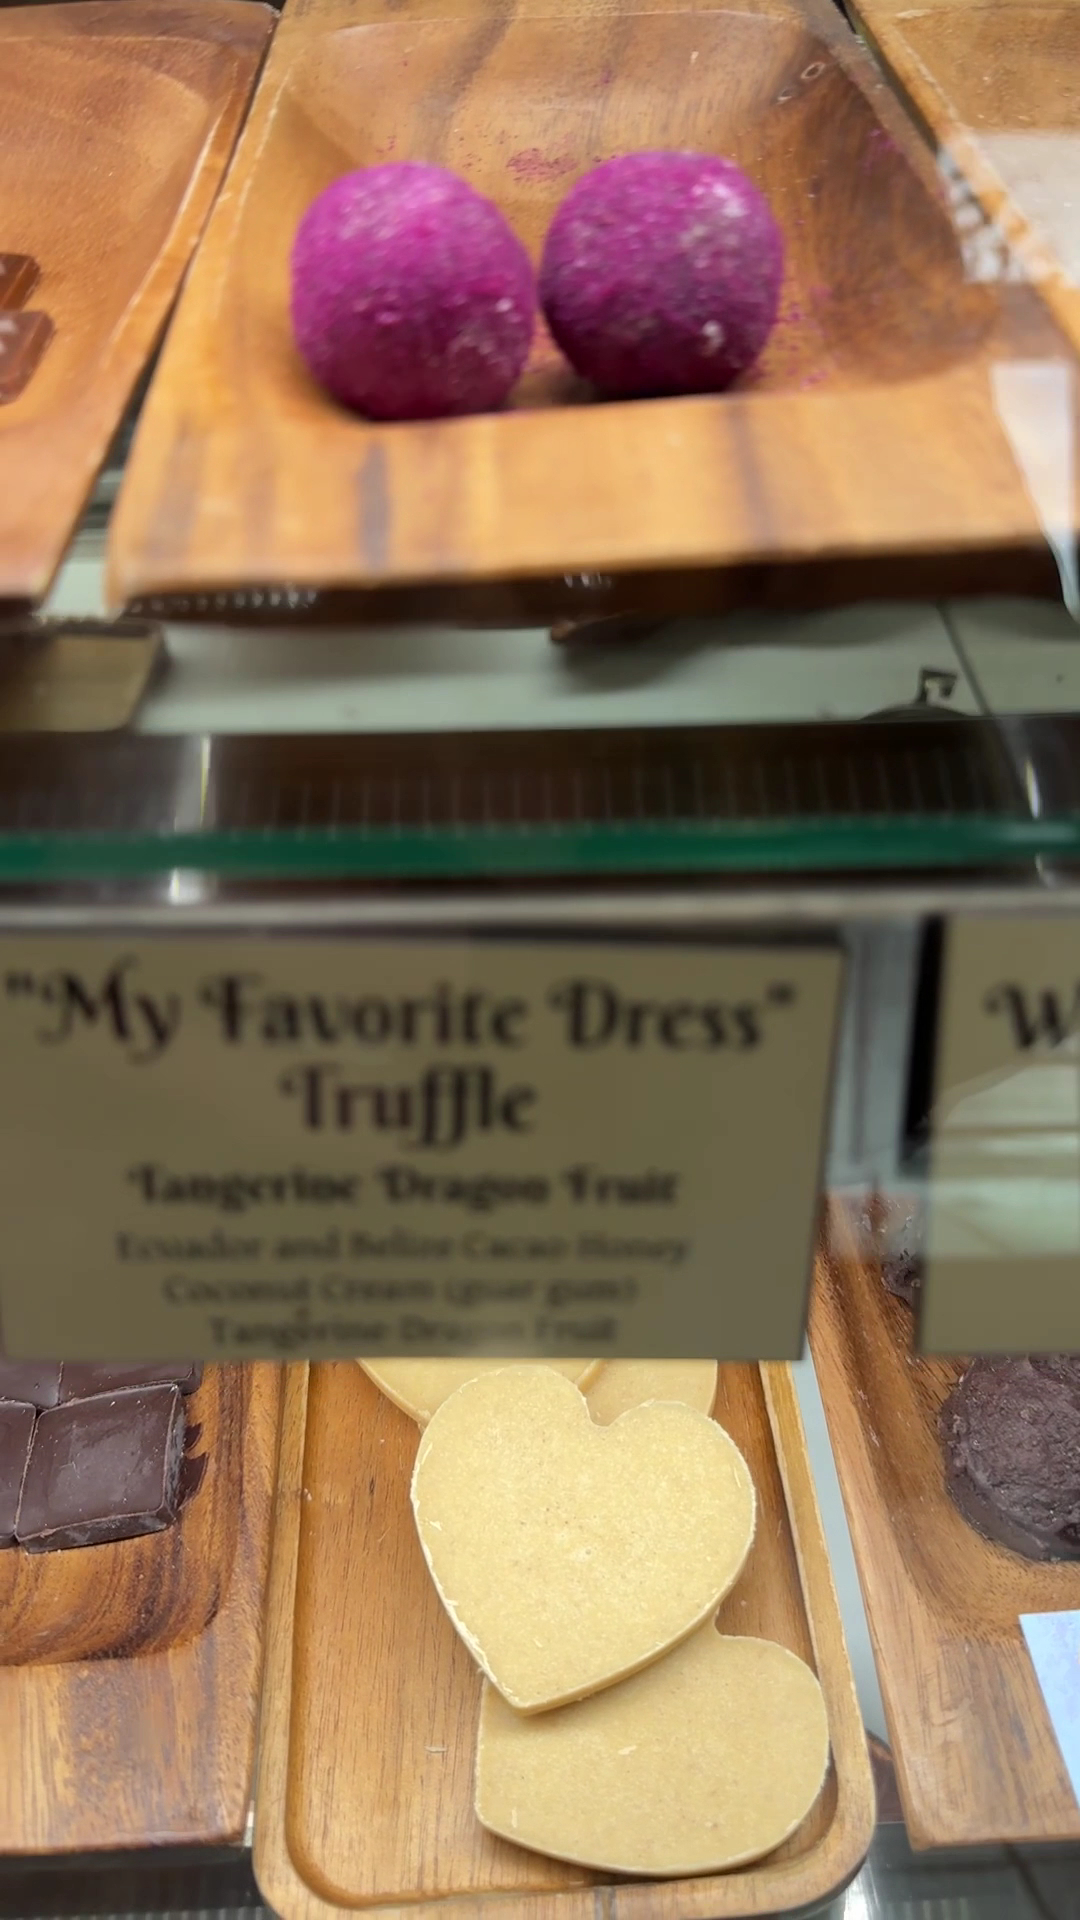 "My Favorite Dress"
Truffle
Tangerine Dragon Fruit
Ecuador and Belize Cacao Honey
Coconut Cream (guar gum)
Tangerine Dragon Fruit
W